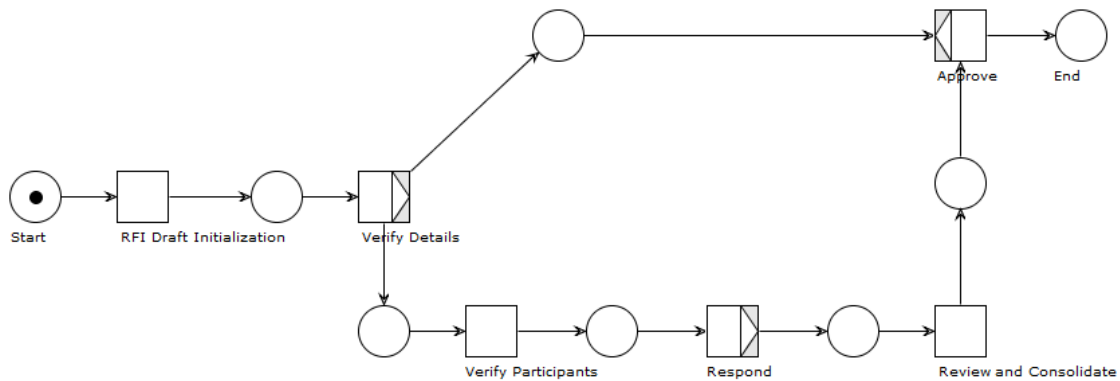 Approve
End
Start
RFI Draft Initialization
Verify Details
Verify Participants
Respond
Review and Consolidate